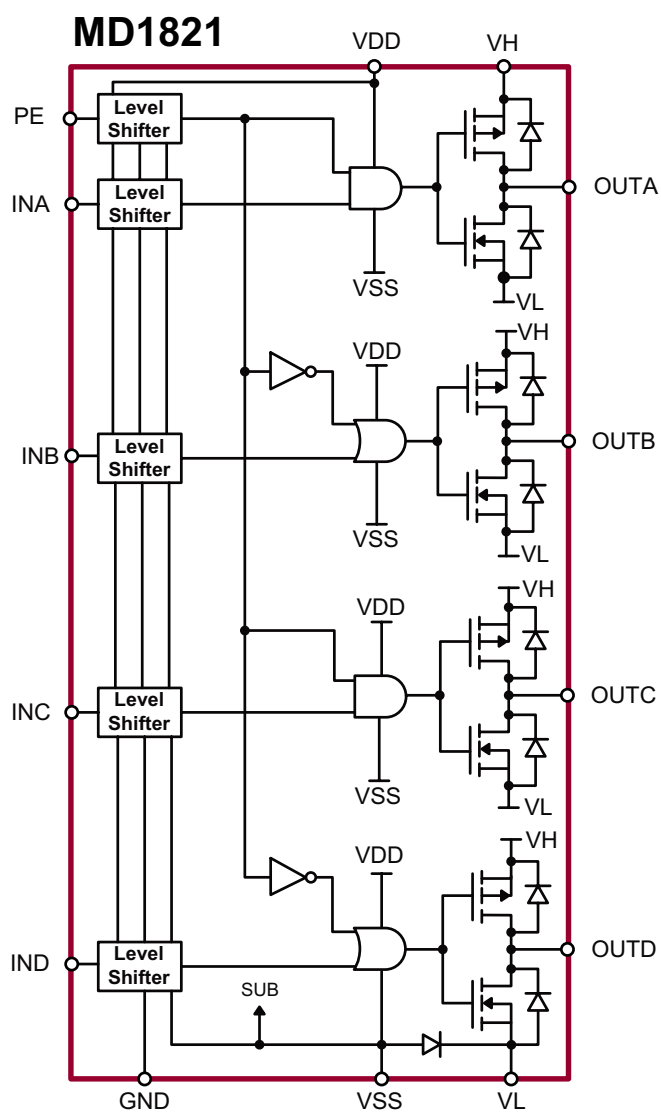 MD1821
VDD
VH
PE
Level
Shifter
INA
Level
Shifter
OUTA
VSS
VL
VH
VDD
INB
Level
Shifter
OUTB
VSS
VL
VH
VDD
INC
Level
Shifter
OUTC
VSS
VL
VH
VDD
IND
Level
Shifter
OUTD
SUB
GND
VSS
VL